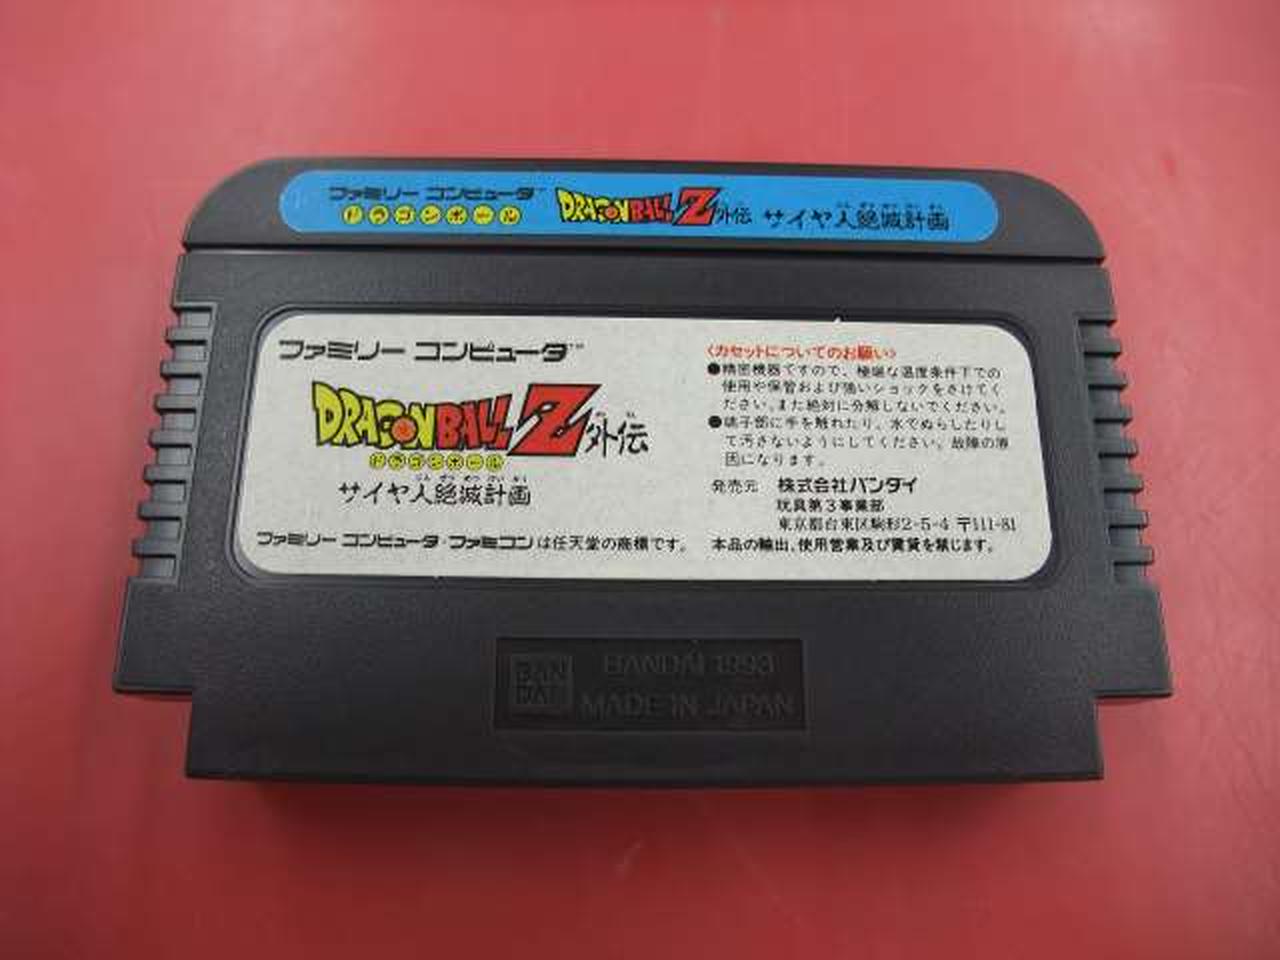 ファミリー コンピュータ™
ドラゴンボール
DRAGON BALL Z外伝 サイヤ人絶滅計画
ファミリー コンピュータ™
DRAGON BALL Z外伝
ドラゴンボール
サイヤ人絶滅計画
ファミリー コンピュータ・ファミコンは任天堂の商標です。
〈カセットについてのお願い〉
●精密機器ですので、極端な温度条件下での
使用や保管および強いショックをさけてく
ださい。また絶対に分解しないでください。
●端子部に手を触れたり、水でぬらしたりし
て汚さないようにしてください。故障の原
因になります。
発売元 株式会社バンダイ
玩具第3事業部
東京都台東区駒形2-5-4 〒111-81
本品の輸出、使用営業及び賃貸を禁じます。
BAN
DAI
BANDAI 1993
MADE IN JAPAN